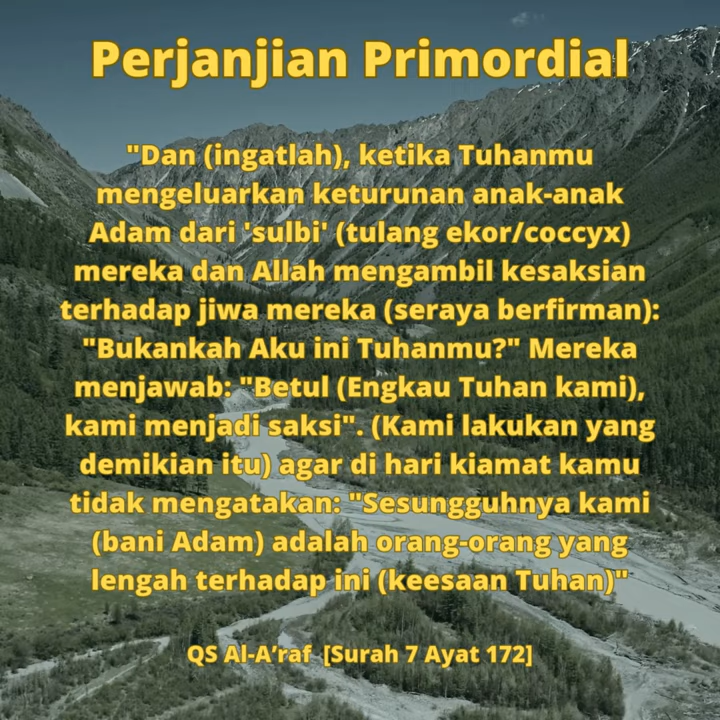 Perjanjian Primordial
"Dan (ingatlah), ketika Tuhanmu
mengeluarkan keturunan anak-anak
Adam dari 'sulbi' (tulang ekor/coccyx)
mereka dan Allah mengambil kesaksian
terhadap jiwa mereka (seraya berfirman):
"Bukankah Aku ini Tuhanmu?" Mereka
menjawab: "Betul (Engkau Tuhan kami),
kami menjadi saksi". (Kami lakukan yang
demikian itu) agar di hari kiamat kamu
tidak mengatakan: "Sesungguhnya kami
(bani Adam) adalah orang-orang yang
lengah terhadap ini (keesaan Tuhan)"
QS Al-A’raf [Surah 7 Ayat 172]